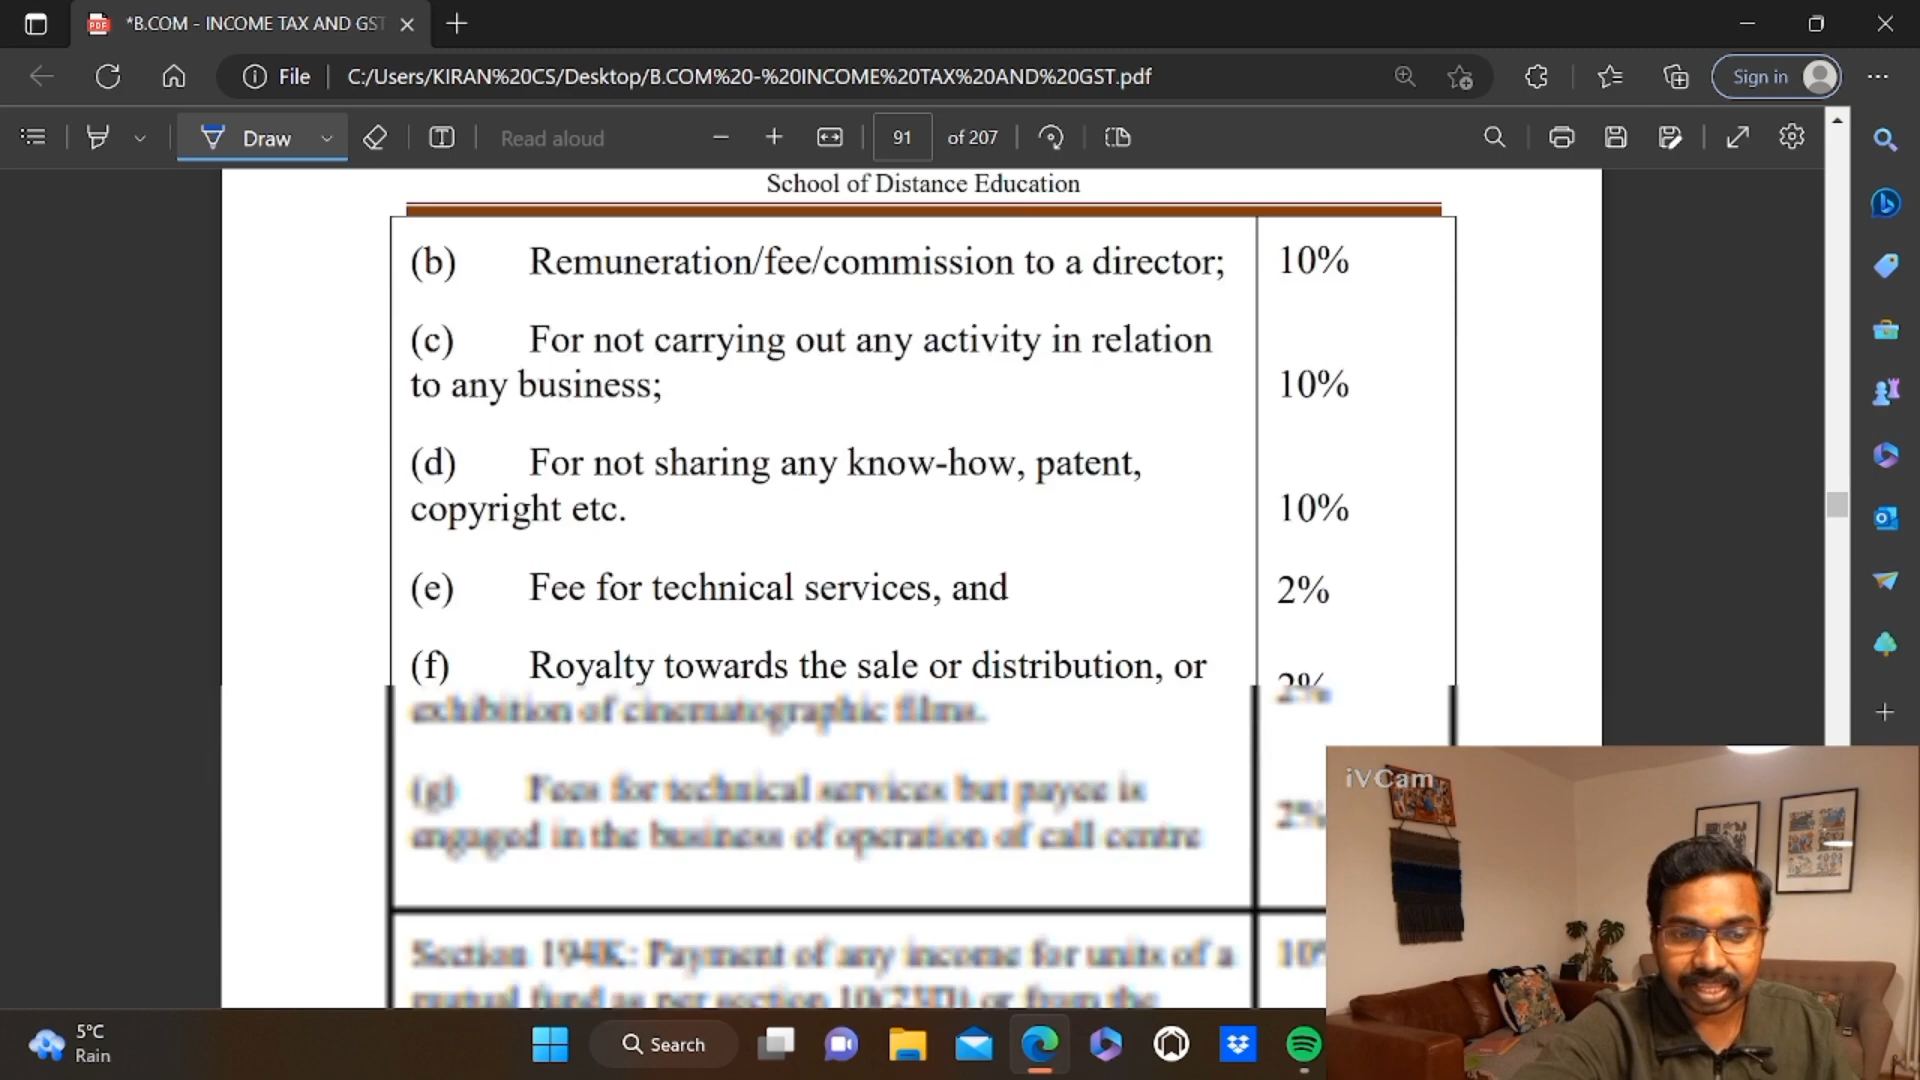 *B.COM - INCOME TAX AND GST
File
C:/Users/KIRAN%20CS/Desktop/B.COM%20-%20INCOME%20TAX%20AND%20GST.pdf
Sign in
Draw
Read aloud
91
of 207
School of Distance Education
(b) Remuneration/fee/commission to a director; 10%
(c) For not carrying out any activity in relation
to any business; 10%
(d) For not sharing any know-how, patent,
copyright etc. 10%
(e) Fee for technical services, and 2%
(f) Royalty towards the sale or distribution, or
exhibition of cinematographic films. 2%
(g) Fees for technical services but payee is
engaged in the business of operation of call centre 2%
Section 194K: Payment of any income for units of a
mutual fund as per section 10(23D) or from the
iVCam
5°C
Rain
Search